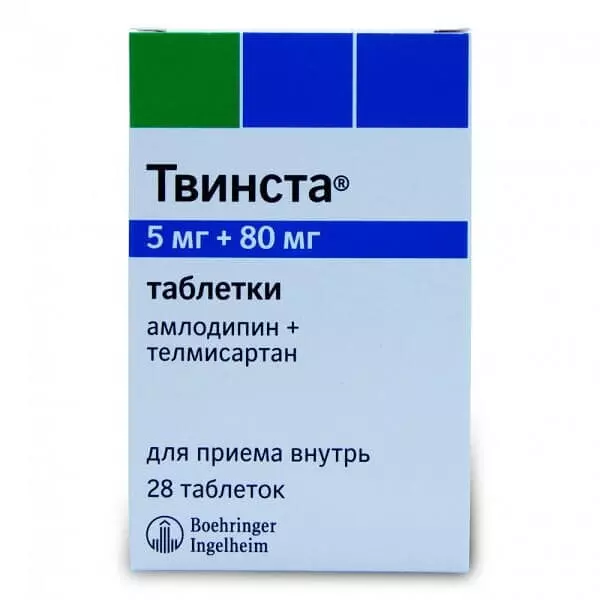 Твинста®
5 мг + 80 мг
таблетки
амлодипин +
телмисартан
для приема внутрь
28 таблеток
Boehringer
Ingelheim